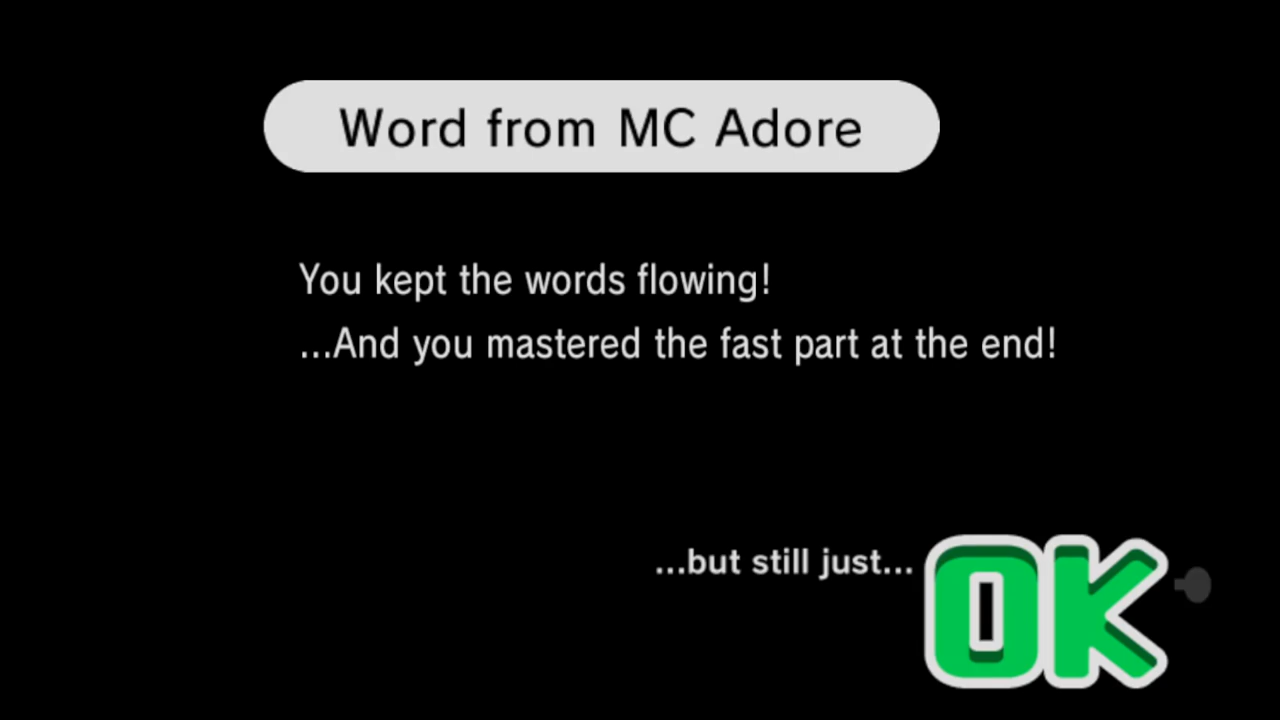 Word from MC Adore
You kept the words flowing!
...And you mastered the fast part at the end!
...but still just... OK